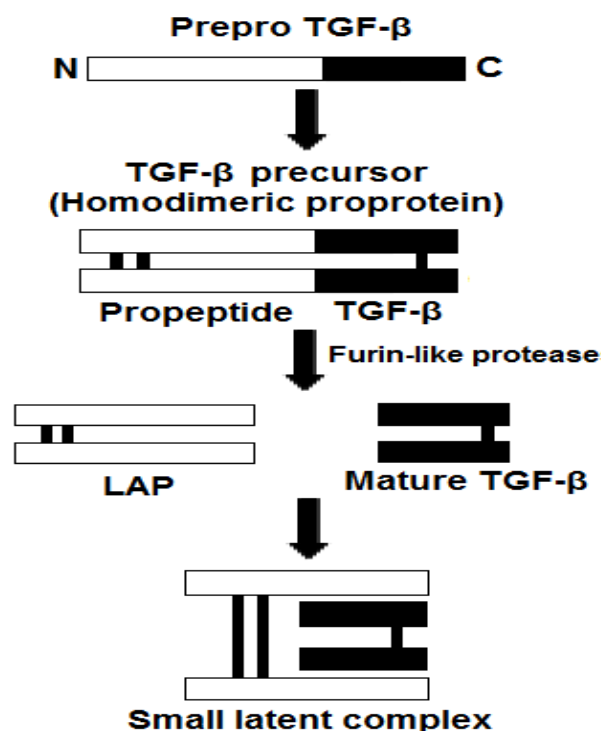 Prepro TGF-β
N C
TGF-β precursor
(Homodimeric proprotein)
Propeptide TGF-β
Furin-like protease
LAP Mature TGF-β
Small latent complex